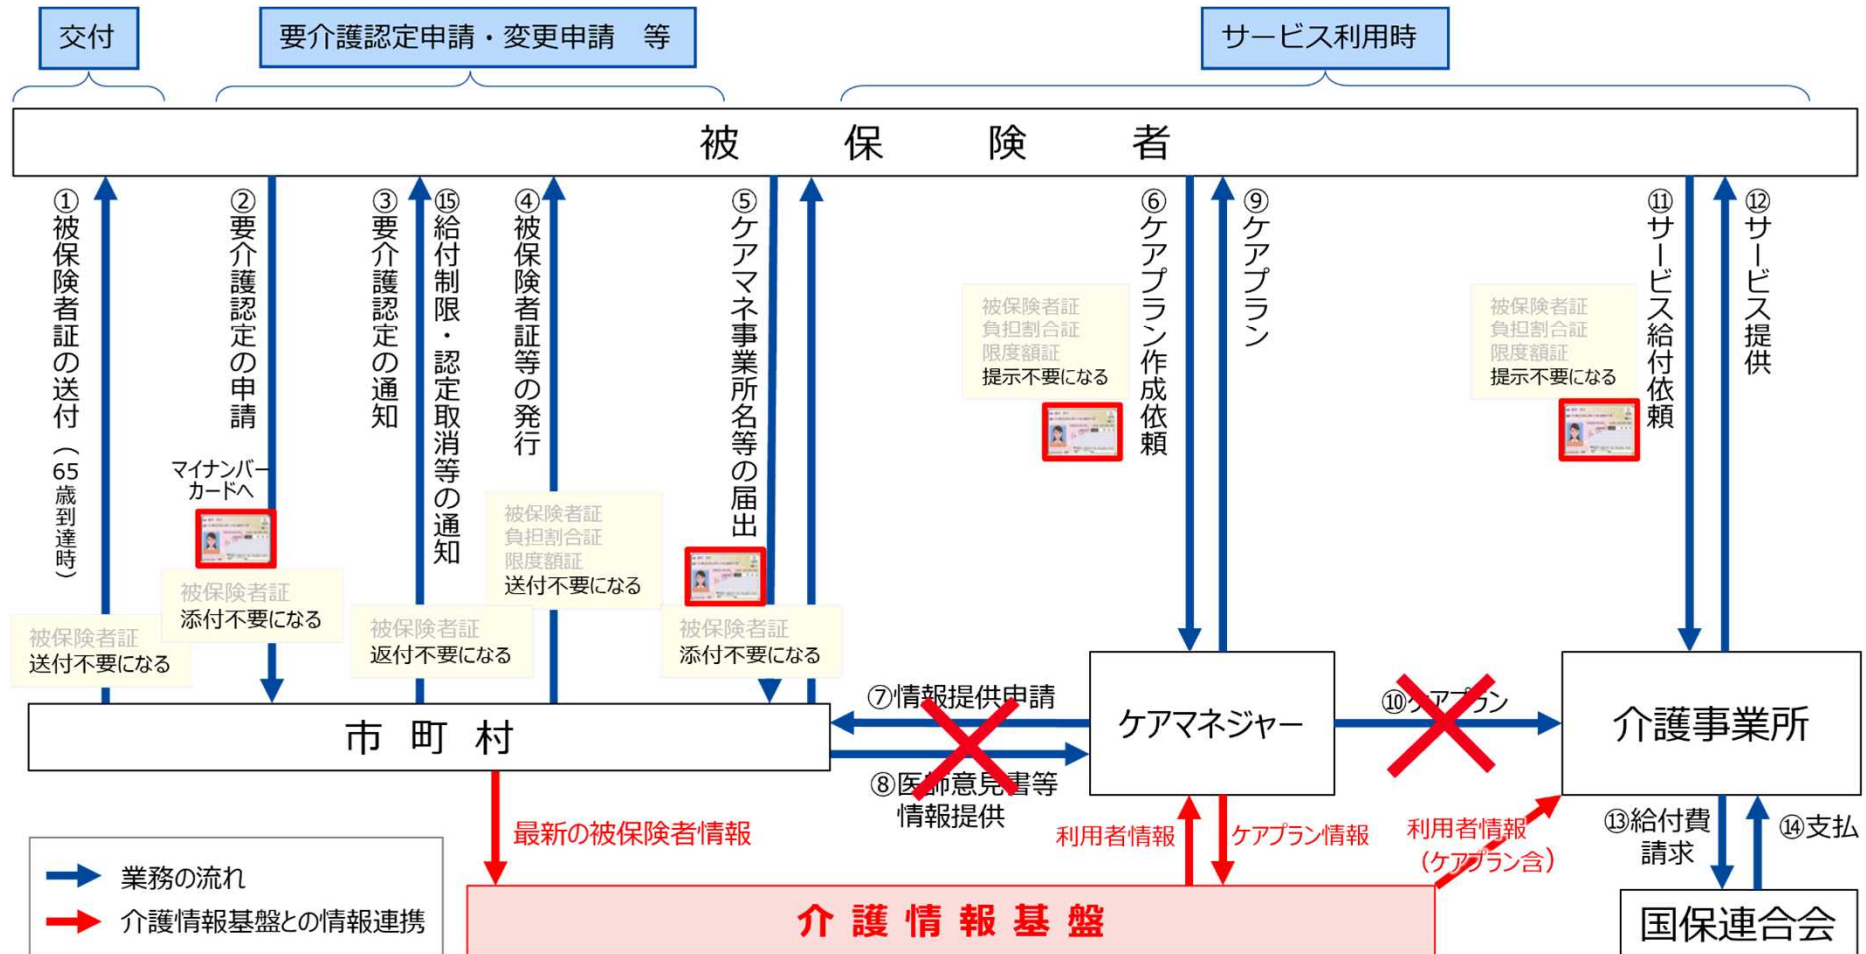 交付
要介護認定申請・変更申請　等
サービス利用時
被保険者
①被保険者証の送付（65歳到達時）
②要介護認定の申請
③要介護認定の通知
⑮給付制限・認定取消等の通知
④被保険者証等の発行
⑤ケアマネ事業所名等の届出
⑥ケアプラン作成依頼
⑨ケアプラン
⑪サービス給付依頼
⑫サービス提供
被保険者証
負担割合証
限度額証
提示不要になる
被保険者証
負担割合証
限度額証
提示不要になる
マイナンバー
カードへ
被保険者証
負担割合証
限度額証
送付不要になる
被保険者証
添付不要になる
被保険者証
送付不要になる
被保険者証
返付不要になる
被保険者証
添付不要になる
市町村
⑦情報提供申請
⑧医師意見書等
情報提供
ケアマネジャー
⑩ケアプラン
介護事業所
最新の被保険者情報
利用者情報
ケアプラン情報
利用者情報
（ケアプラン含）
⑬給付費
請求
⑭支払
業務の流れ
介護情報基盤との情報連携
介護情報基盤
国保連合会